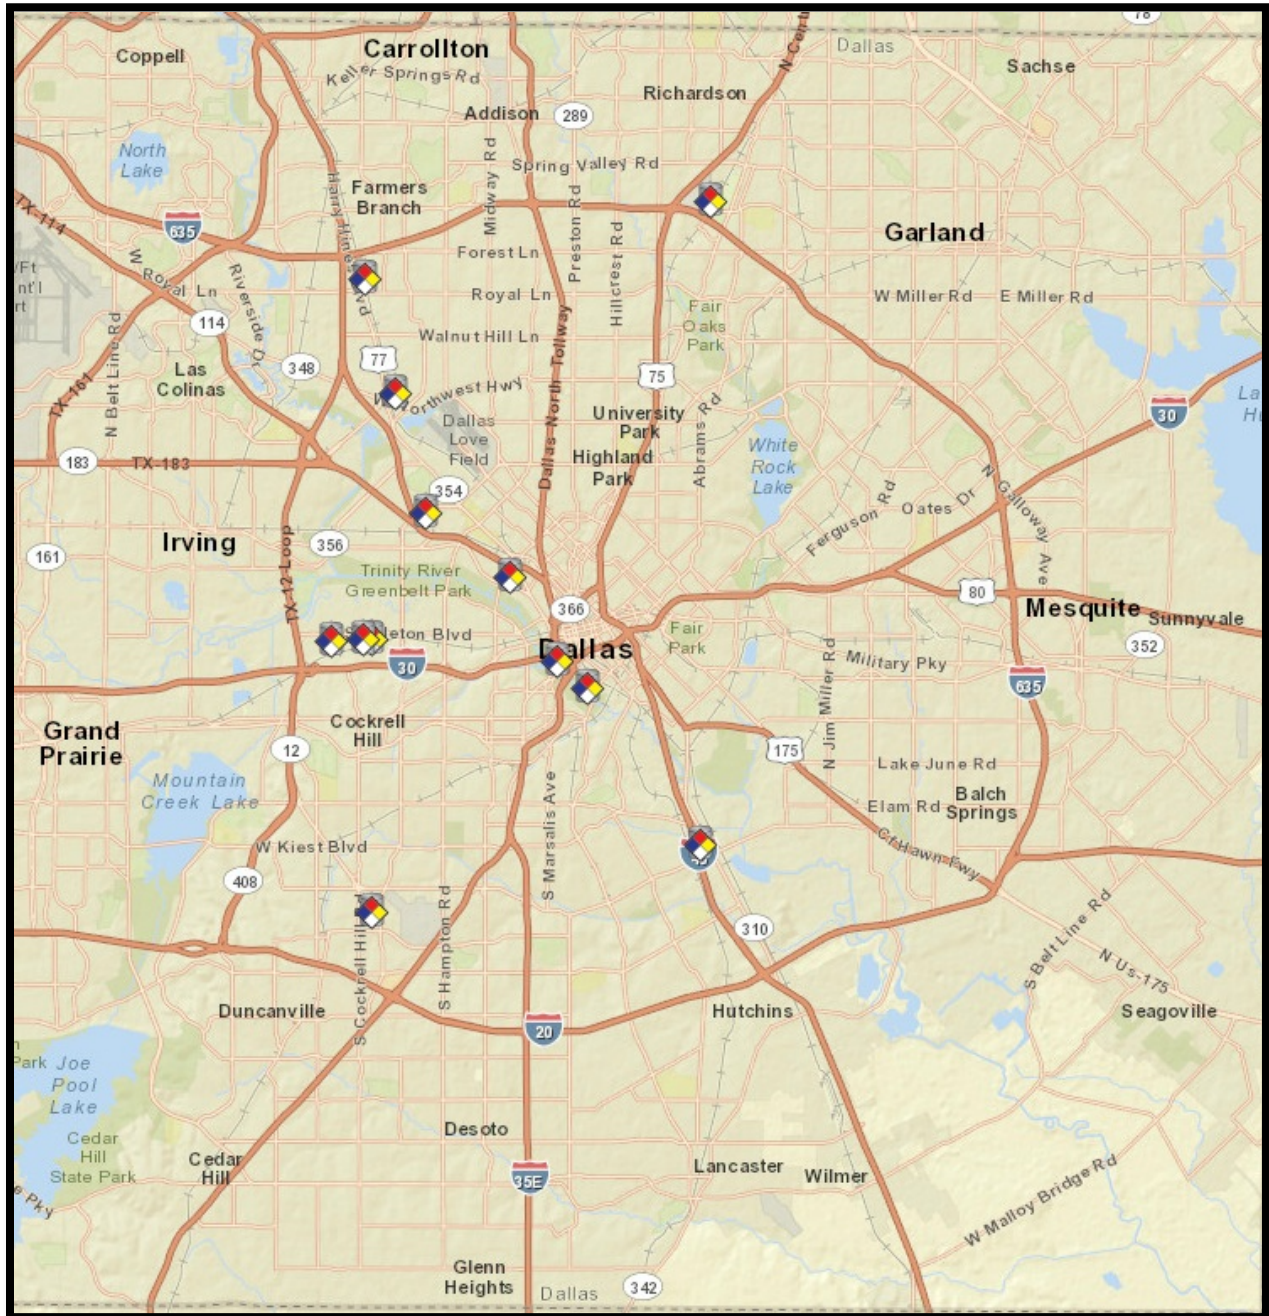 78
Coppell
Carrollton
Keller Springs Rd
Dallas
Sachse
Richardson
Addison
289
North
Lake
Spring Valley Rd
Midway Rd
Farmers
Branch
Preston Rd
TX-114
635
Garland
Forest Ln
Hillcrest Rd
W Royal Ln
Riverside Dr
Royal Ln
W Miller Rd
E Miller Rd
Fair
Oaks
Park
114
Walnut Hill Ln
N Belt Line Rd
77
348
Las
Colinas
75
TX-161
Dallas North Tollway
University
Park
Abrams Rd
30
Dallas
Love
Field
Highland
Park
White
Rock
Lake
183
TX-183
354
N Galloway Ave
Ferguson Rd
Oates Dr
Irving
356
161
TX-12 Loop
Trinity River
Greenbelt Park
366
80
Mesquite
Sunnyvale
Fair
Park
352
30
Military Pky
N Jim Miller Rd
635
Grand
Prairie
Cockrell
Hill
12
175
Lake June Rd
Mountain
Creek Lake
S Marsalis Ave
Elam Rd
Balch
Springs
W Kiest Blvd
Cf Hawn Fwy
408
S Cockrell Hill
S Hampton Rd
310
S Belt Line Rd
N Us-175
Duncanville
Hutchins
Seagoville
20
Park
Joe
Pool
Lake
Cedar
Hill
State Park
Desoto
Cedar
Hill
35E
Lancaster
Wilmer
W Malloy Bridge Rd
Glenn
Heights
Dallas
342